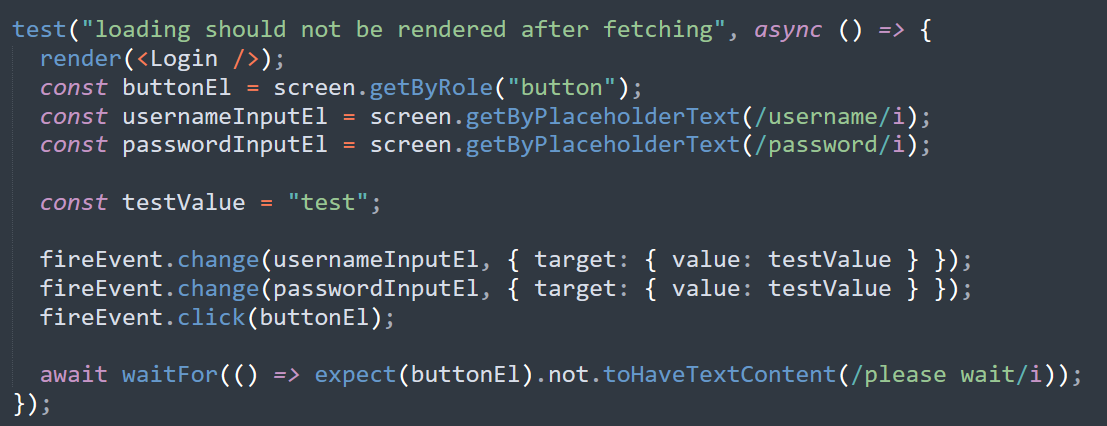 test("loading should not be rendered after fetching", async () => {
  render(<Login />);
  const buttonEl = screen.getByRole("button");
  const usernameInputEl = screen.getByPlaceholderText(/username/i);
  const passwordInputEl = screen.getByPlaceholderText(/password/i);

  const testValue = "test";

  fireEvent.change(usernameInputEl, { target: { value: testValue } });
  fireEvent.change(passwordInputEl, { target: { value: testValue } });
  fireEvent.click(buttonEl);

  await waitFor(() => expect(buttonEl).not.toHaveTextContent(/please wait/i));
});